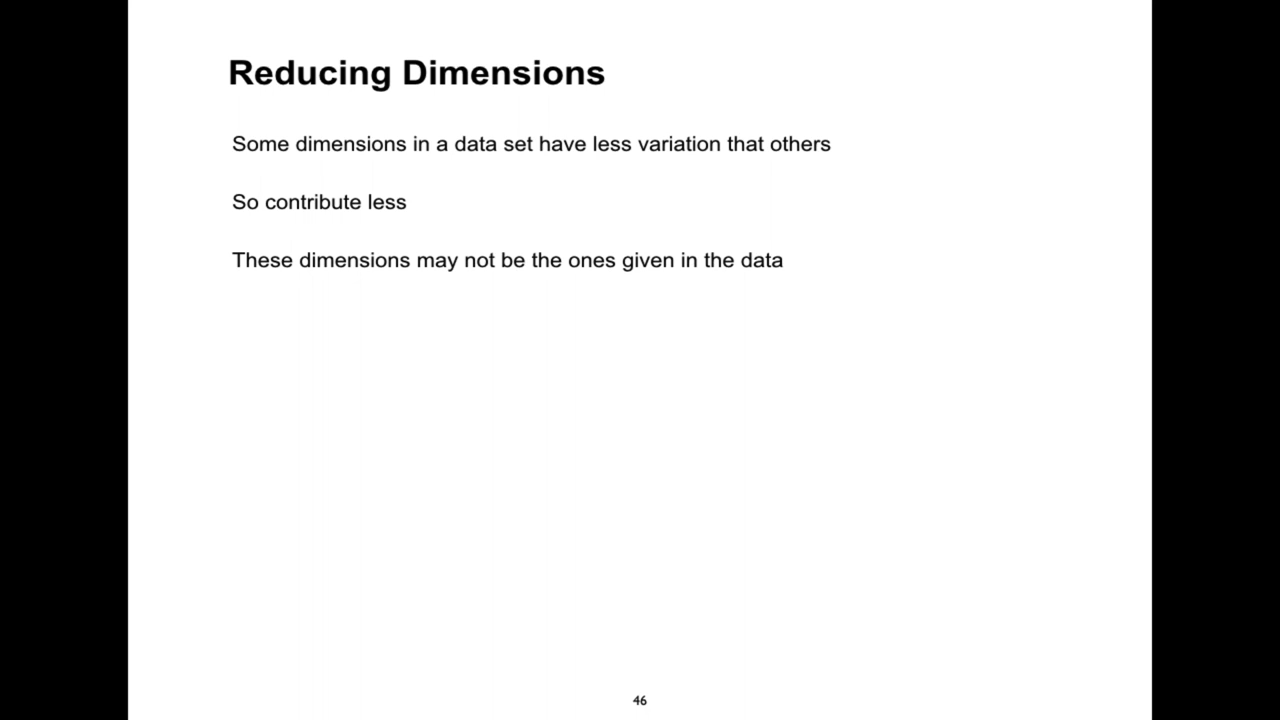 Reducing Dimensions
Some dimensions in a data set have less variation that others
So contribute less
These dimensions may not be the ones given in the data
46